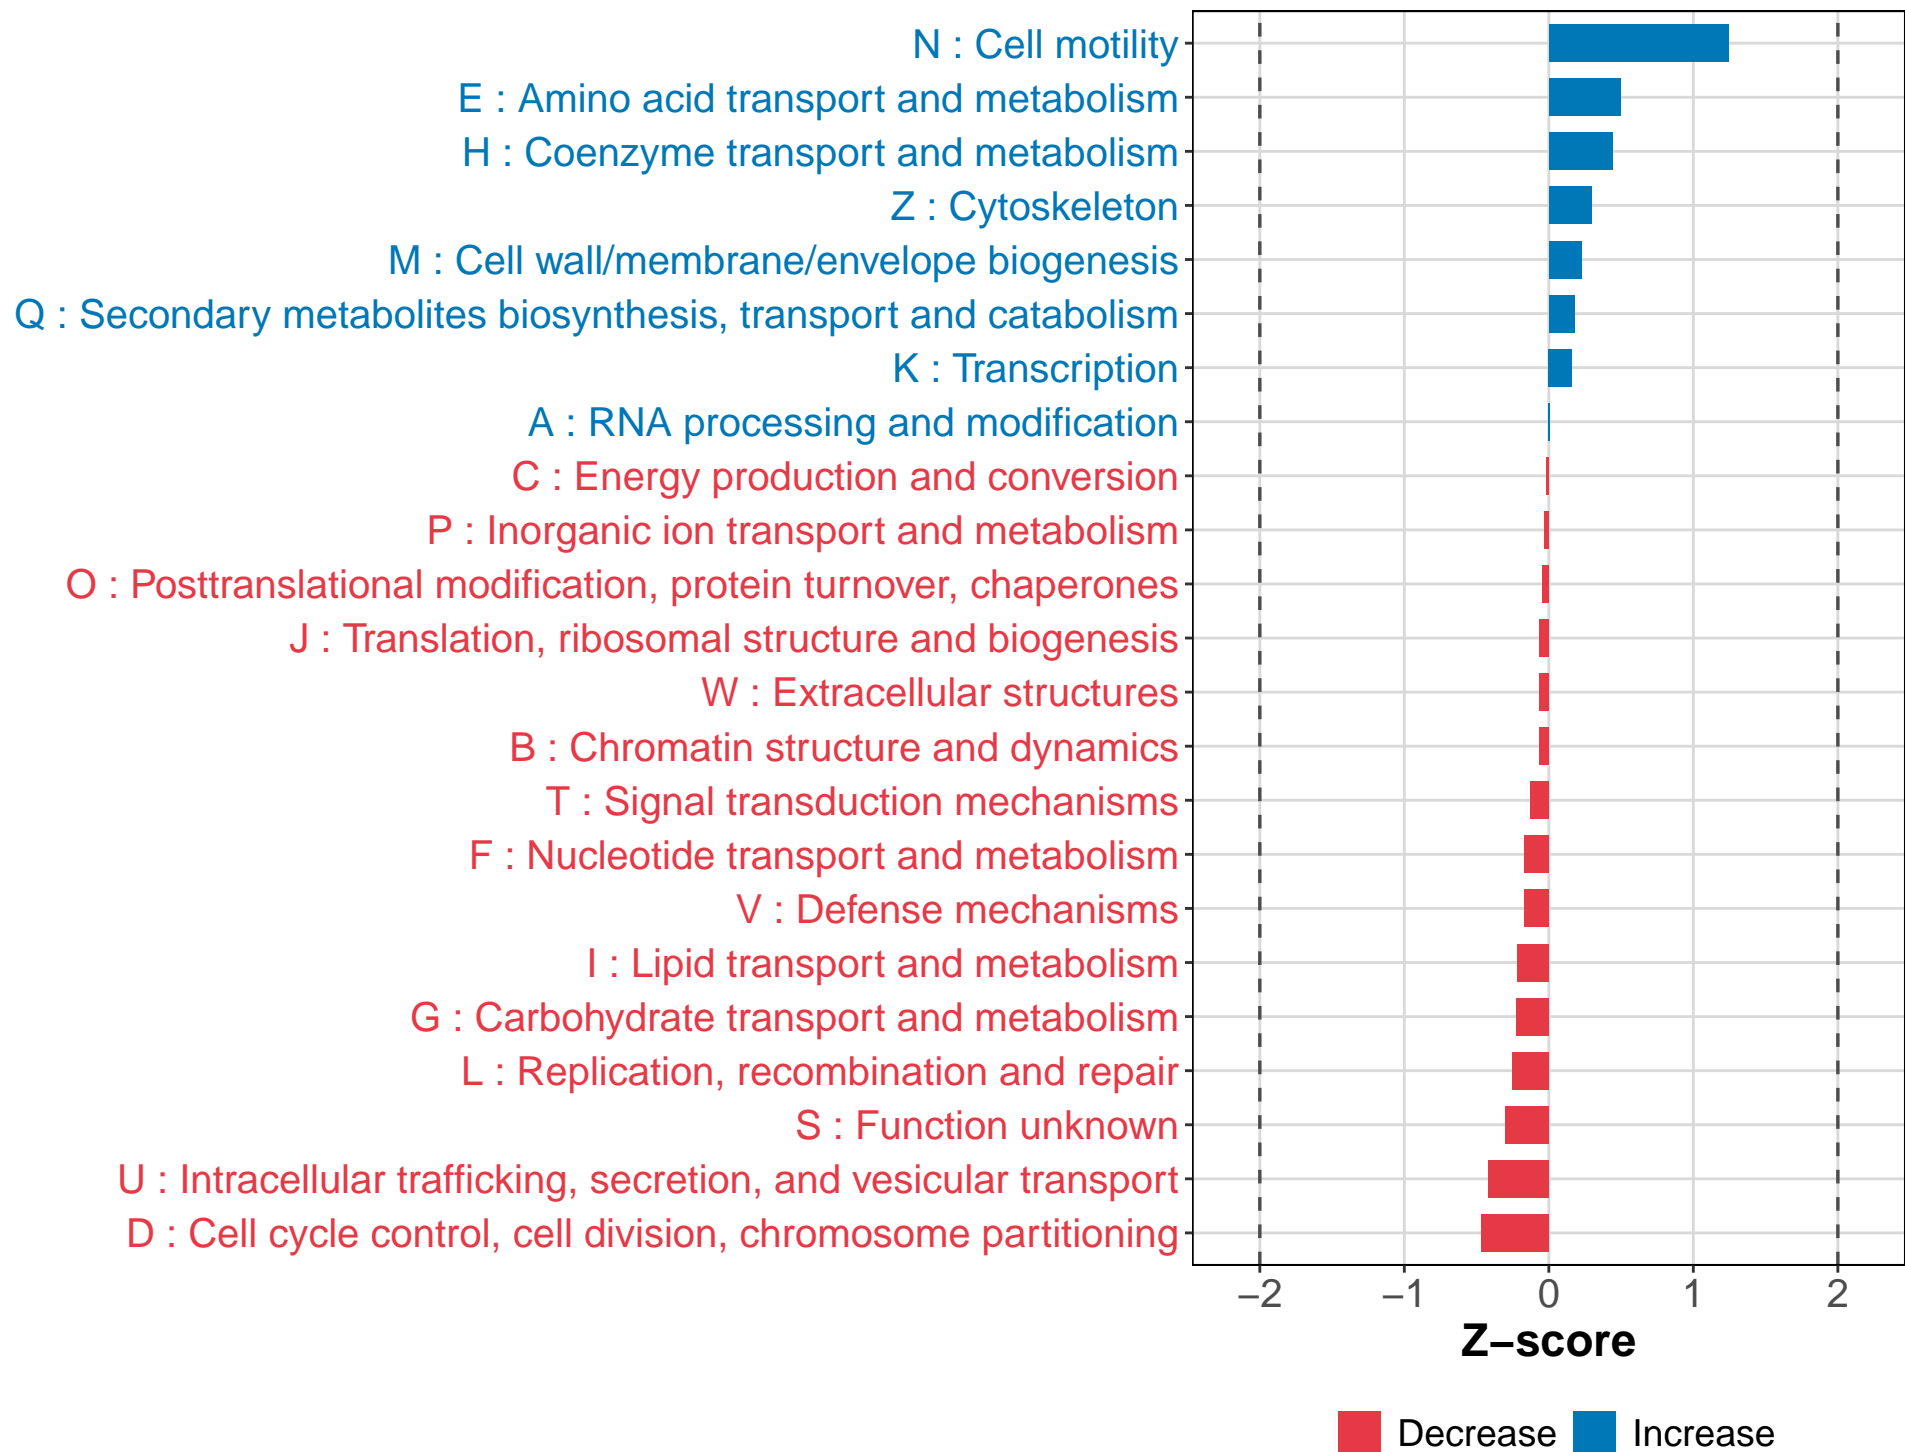 N : Cell motility
E : Amino acid transport and metabolism
H : Coenzyme transport and metabolism
Z : Cytoskeleton
M : Cell wall/membrane/envelope biogenesis
Q : Secondary metabolites biosynthesis, transport and catabolism
K : Transcription
A : RNA processing and modification
C : Energy production and conversion
P : Inorganic ion transport and metabolism
O : Posttranslational modification, protein turnover, chaperones
J : Translation, ribosomal structure and biogenesis
W : Extracellular structures
B : Chromatin structure and dynamics
T : Signal transduction mechanisms
F : Nucleotide transport and metabolism
V : Defense mechanisms
I : Lipid transport and metabolism
G : Carbohydrate transport and metabolism
L : Replication, recombination and repair
S : Function unknown
U : Intracellular trafficking, secretion, and vesicular transport
D : Cell cycle control, cell division, chromosome partitioning
−2 −1 0 1 2
Z−score
Decrease Increase